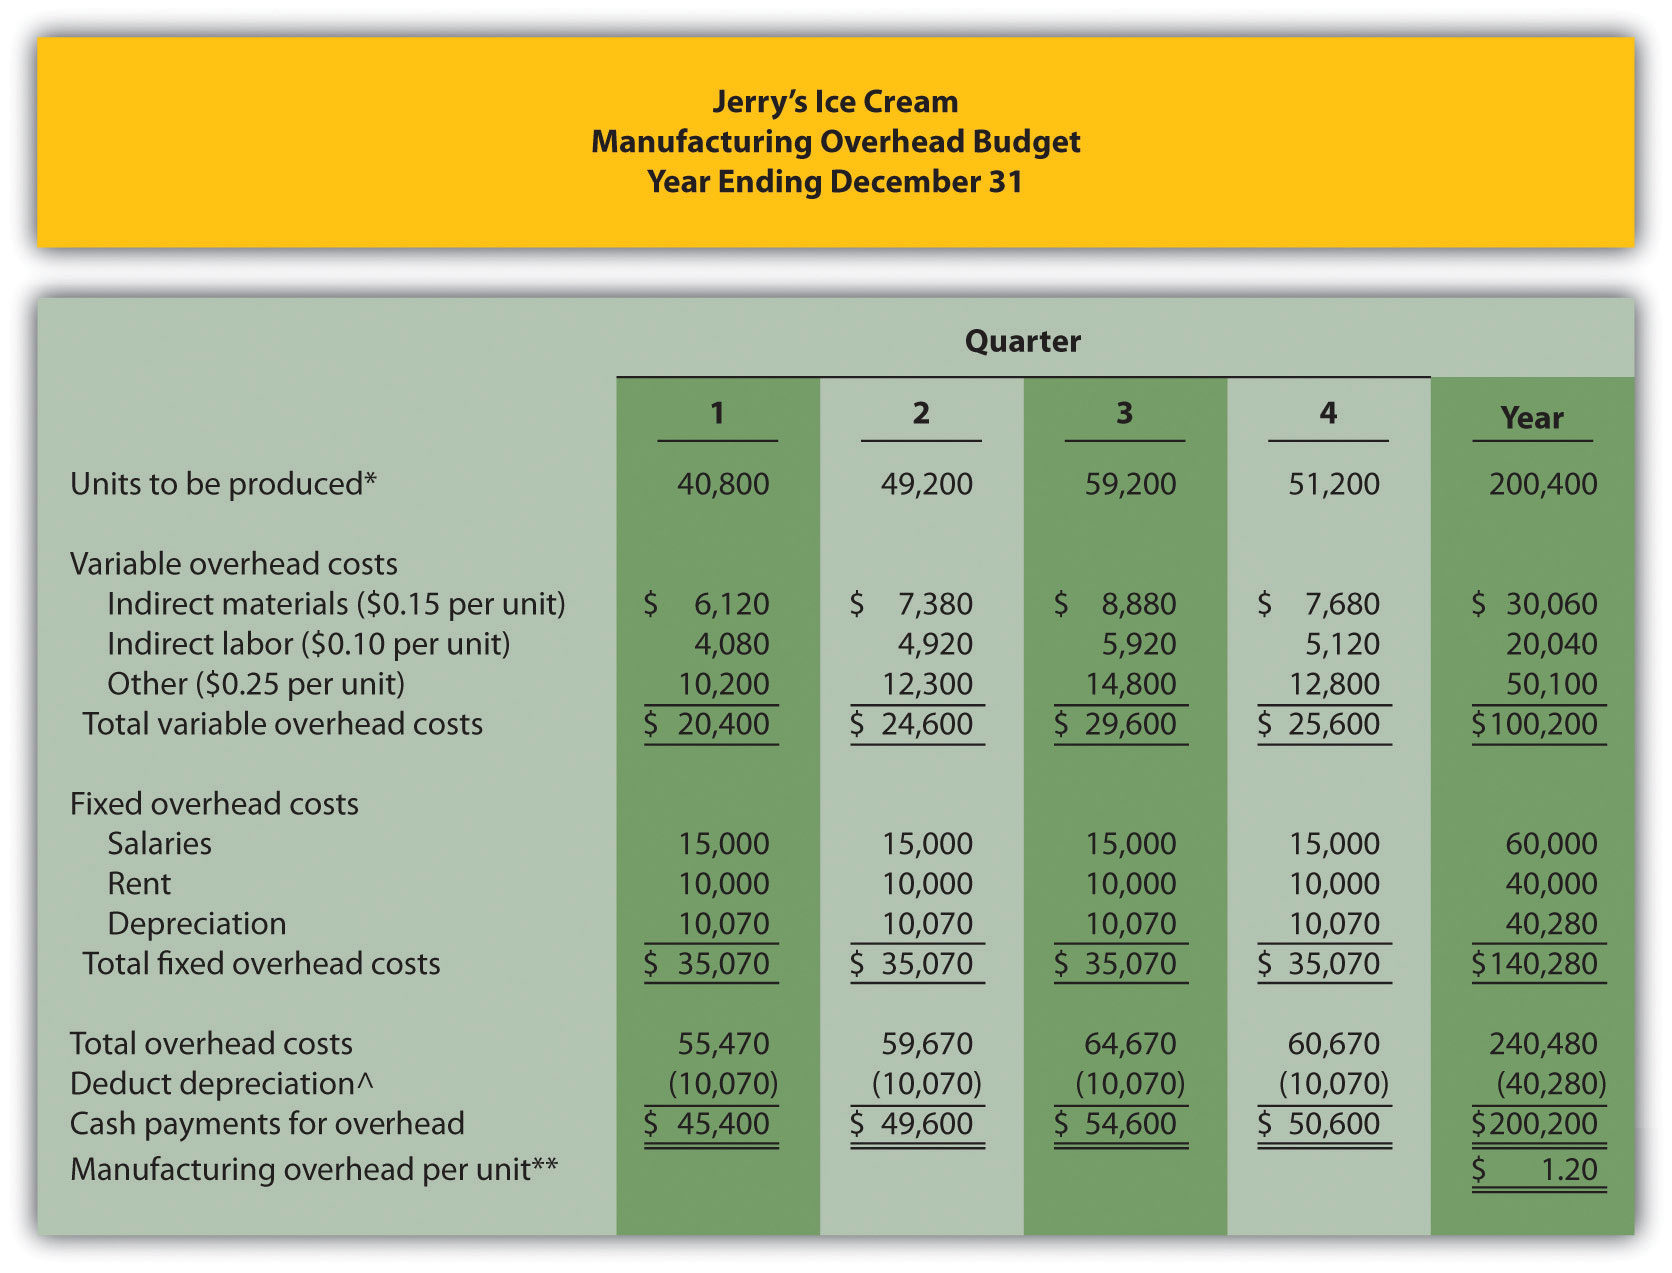 Jerry’s Ice Cream
Manufacturing Overhead Budget
Year Ending December 31
Quarter
1 2 3 4 Year
Units to be produced* 40,800 49,200 59,200 51,200 200,400
Variable overhead costs
Indirect materials ($0.15 per unit) $ 6,120 $ 7,380 $ 8,880 $ 7,680 $ 30,060
Indirect labor ($0.10 per unit) 4,080 4,920 5,920 5,120 20,040
Other ($0.25 per unit) 10,200 12,300 14,800 12,800 50,100
Total variable overhead costs $ 20,400 $ 24,600 $ 29,600 $ 25,600 $100,200
Fixed overhead costs
Salaries 15,000 15,000 15,000 15,000 60,000
Rent 10,000 10,000 10,000 10,000 40,000
Depreciation 10,070 10,070 10,070 10,070 40,280
Total fixed overhead costs $ 35,070 $ 35,070 $ 35,070 $ 35,070 $140,280
Total overhead costs 55,470 59,670 64,670 60,670 240,480
Deduct depreciation^ (10,070) (10,070) (10,070) (10,070) (40,280)
Cash payments for overhead $ 45,400 $ 49,600 $ 54,600 $ 50,600 $200,200
Manufacturing overhead per unit** $ 1.20